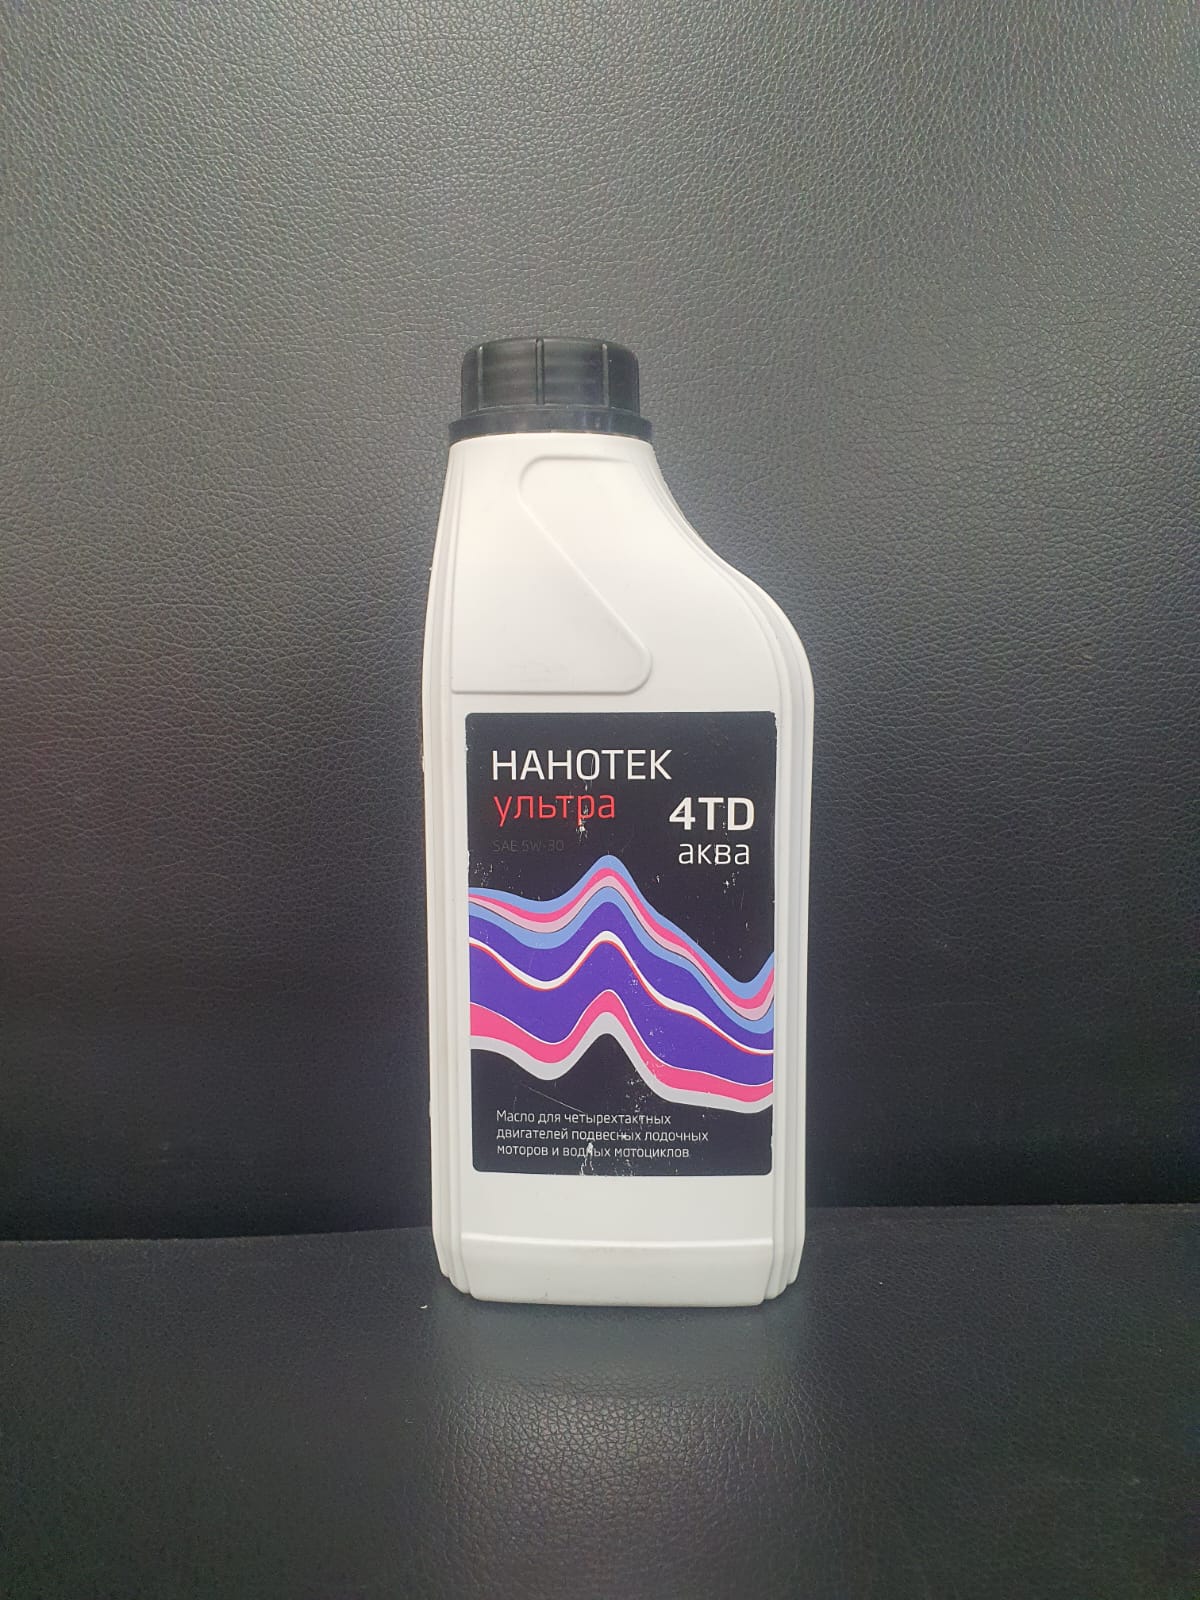 НАНОТЕК
ультра
4TD
SAE 5W-30
аква
Масло для четырехтактных
двигателей подвесных лодочных
моторов и водных мотоциклов